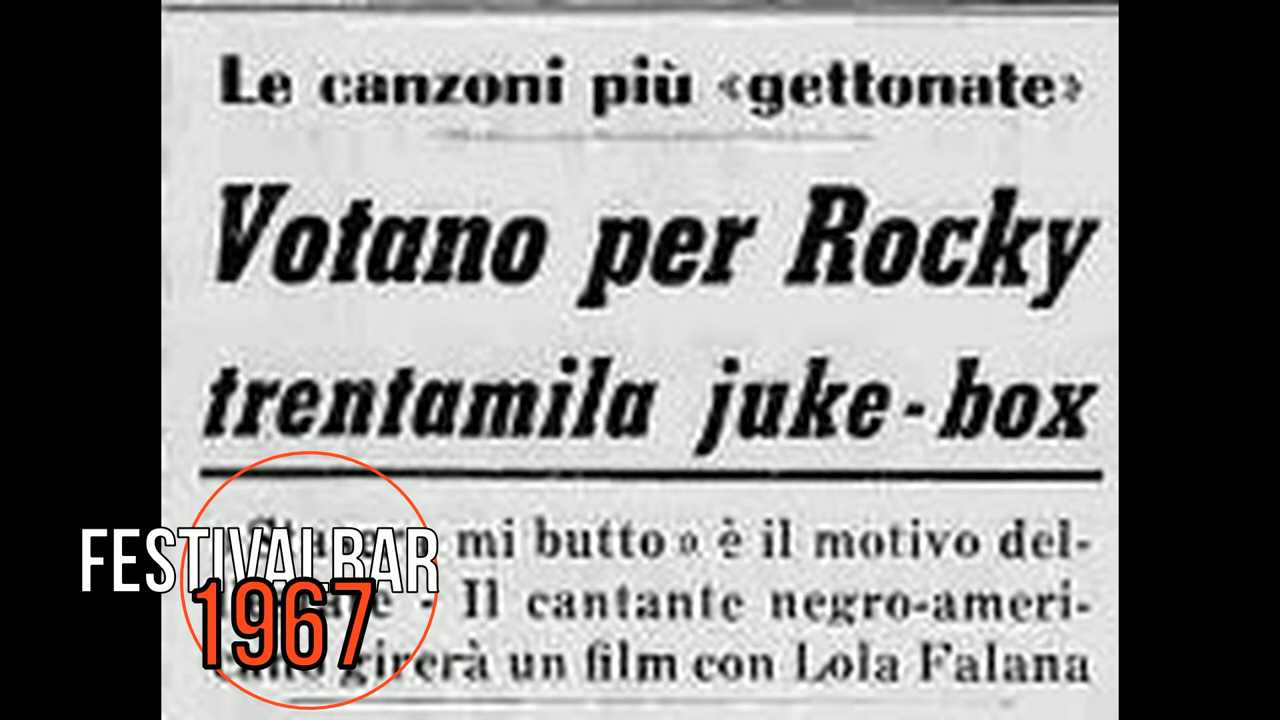 Le canzoni più «gettonate»
Votano per Rocky
trentamila juke-box
mi butto» è il motivo del-
- Il cantante negro-ameri-
girerà un film con Lola Falana
FESTIVALBAR
1967